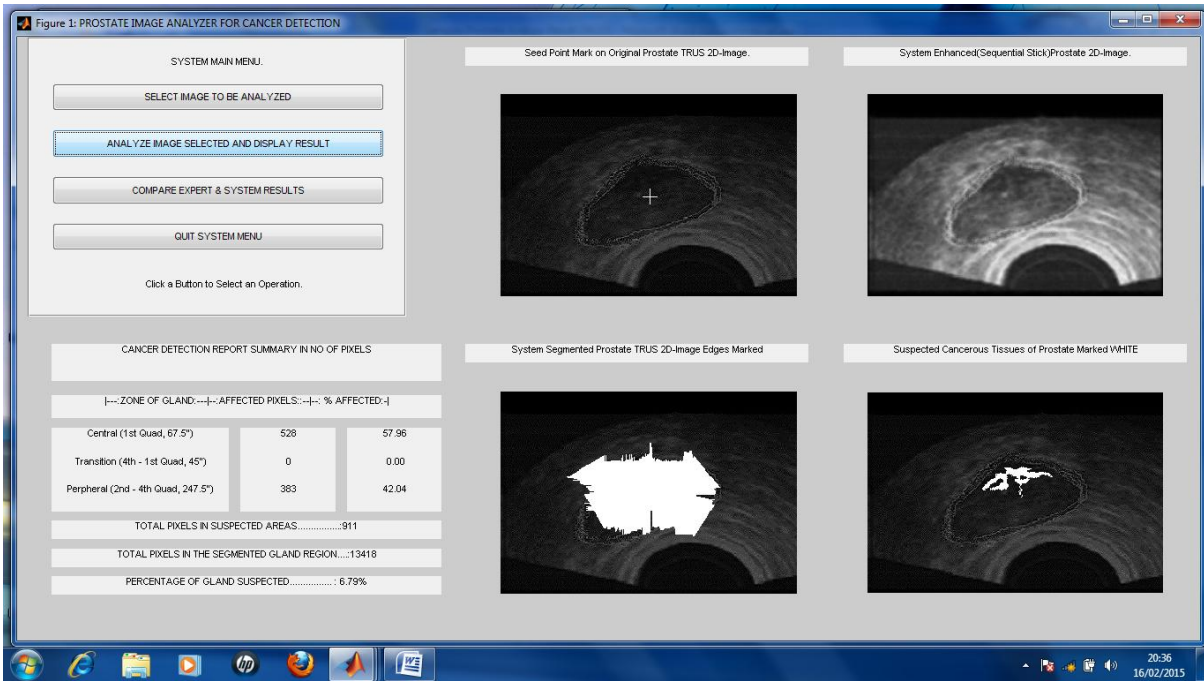 Figure 1: PROSTATE IMAGE ANALYZER FOR CANCER DETECTION
SYSTEM MAIN MENU.
SELECT IMAGE TO BE ANALYZED
ANALYZE IMAGE SELECTED AND DISPLAY RESULT
COMPARE EXPERT & SYSTEM RESULTS
QUIT SYSTEM MENU
Click a Button to Select an Operation.
Seed Point Mark on Original Prostate TRUS 2D-Image.
System Enhanced(Sequential Stick)Prostate 2D-Image.
CANCER DETECTION REPORT SUMMARY IN NO OF PIXELS
|---:ZONE OF GLAND:---|--:AFFECTED PIXELS::--|--: % AFFECTED:-|
Central (1st Quad, 67.5") 528 57.96
Transition (4th - 1st Quad, 45") 0 0.00
Perpheral (2nd - 4th Quad, 247.5") 383 42.04
TOTAL PIXELS IN SUSPECTED AREAS...............:911
TOTAL PIXELS IN THE SEGMENTED GLAND REGION....:13418
PERCENTAGE OF GLAND SUSPECTED................ : 6.79%
System Segmented Prostate TRUS 2D-Image Edges Marked
Suspected Cancerous Tissues of Prostate Marked WHITE
hp
W
20:36
16/02/2015